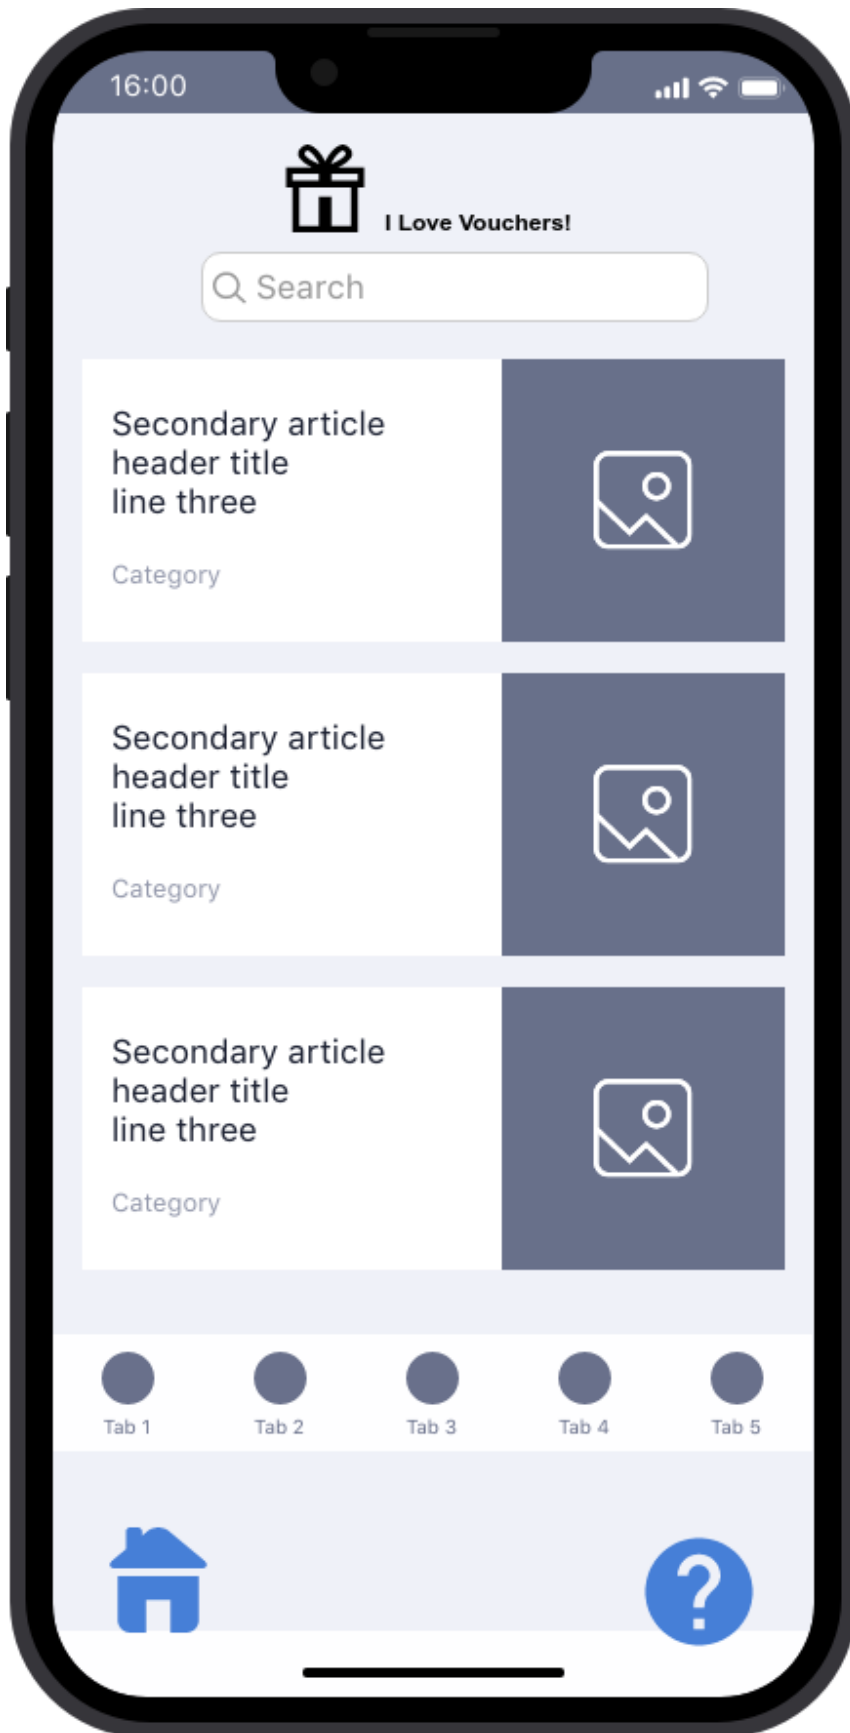 16:00
I Love Vouchers!
Search
Secondary article
header title
line three
Category
Secondary article
header title
line three
Category
Secondary article
header title
line three
Category
Tab 1
Tab 2
Tab 3
Tab 4
Tab 5
?